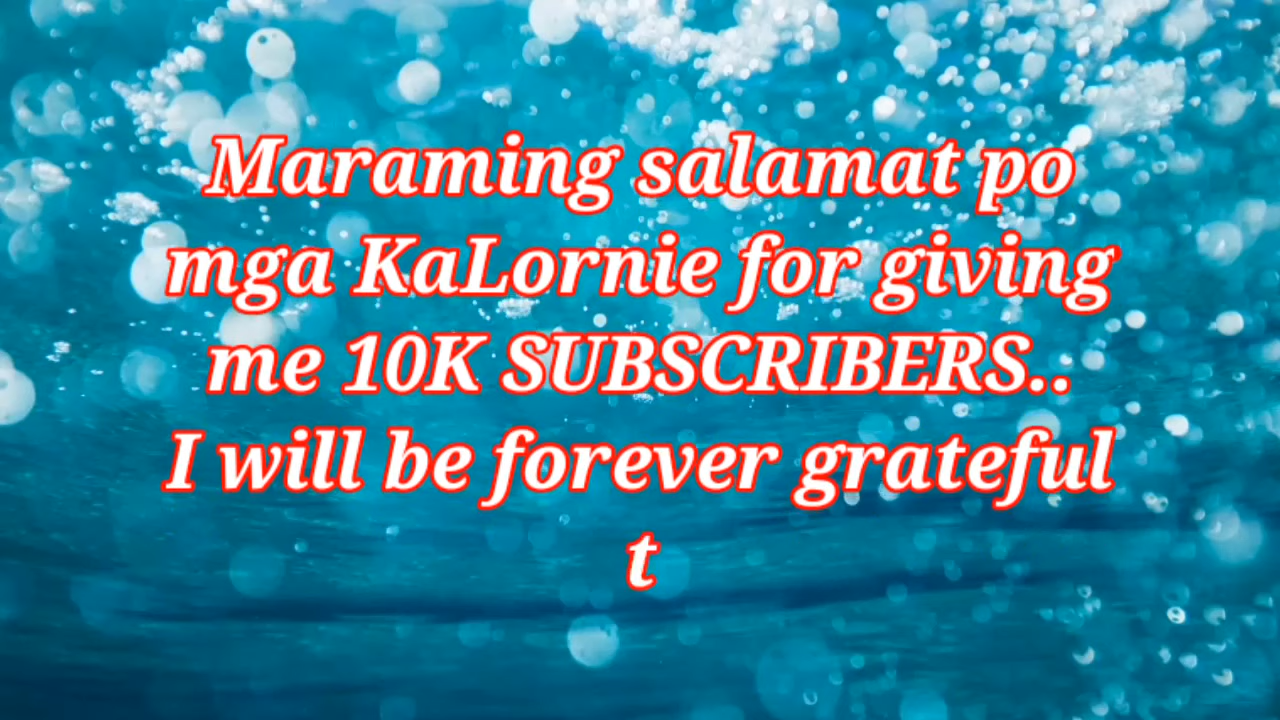 Maraming salamat po
mga KaLornie for giving
me 10K SUBSCRIBERS..
I will be forever grateful
t